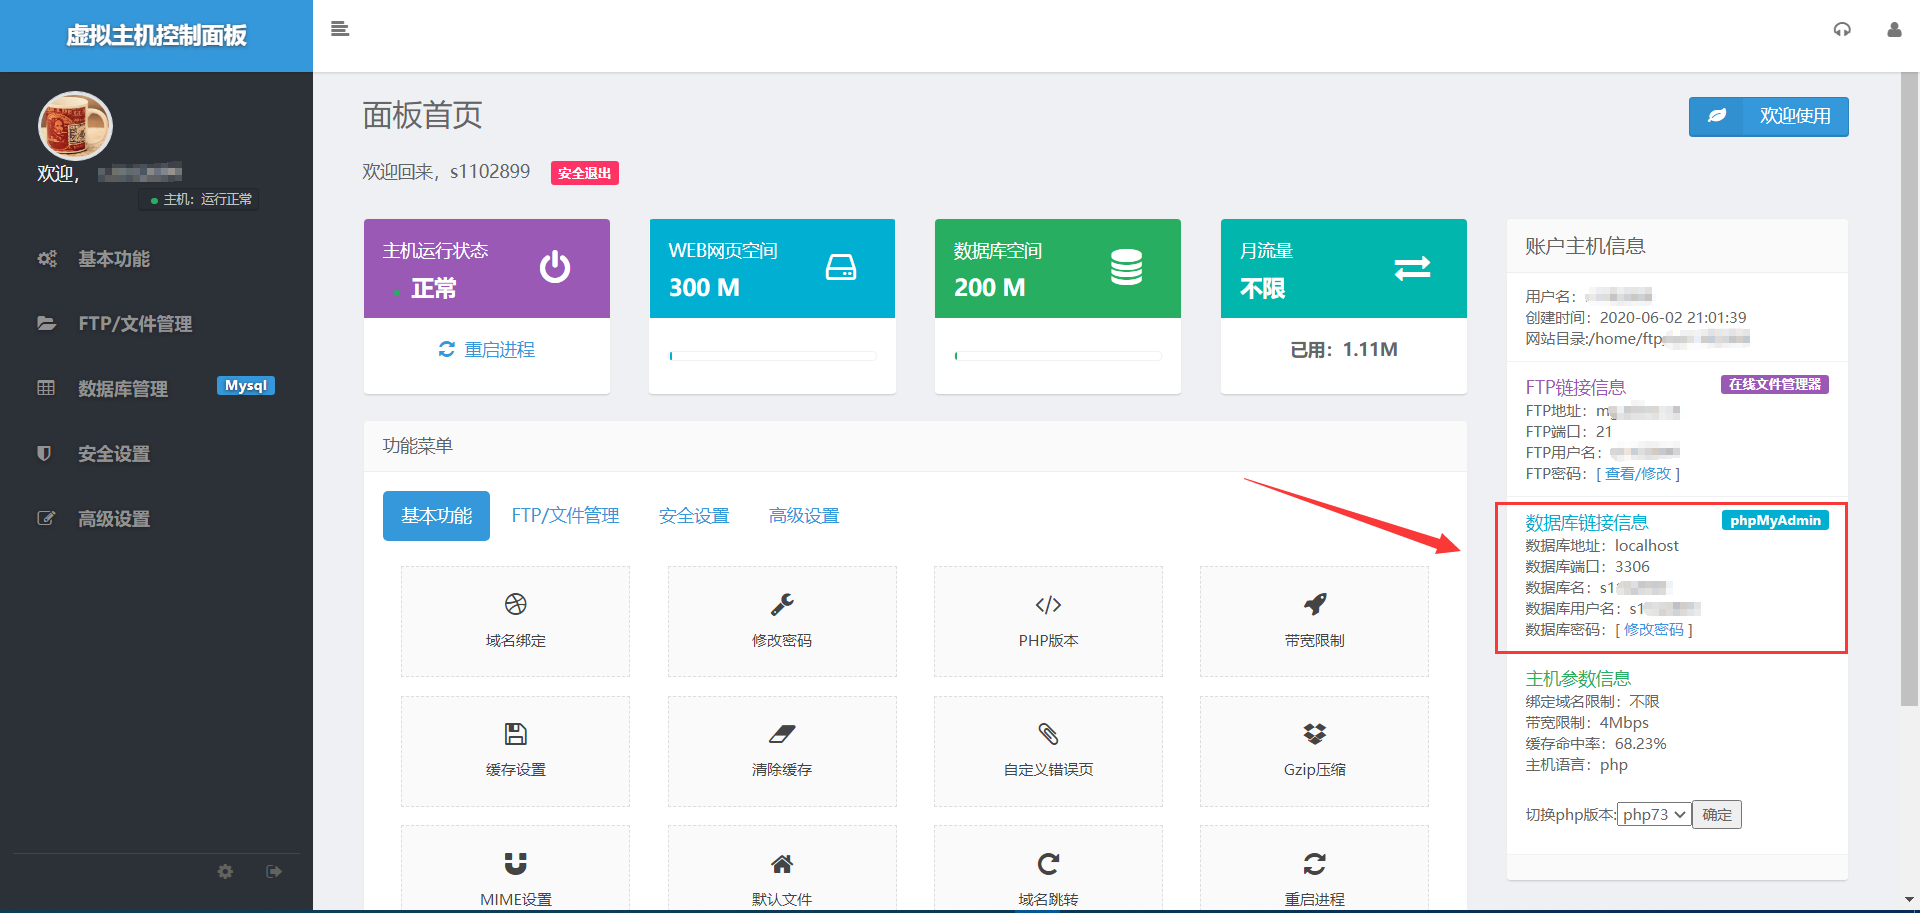 虚拟主机控制面板
欢迎，
主机：运行正常
基本功能
FTP/文件管理
数据库管理
Mysql
安全设置
高级设置
面板首页
欢迎使用
欢迎回来，s1102899
安全退出
主机运行状态
正常
重启进程
WEB网页空间
300 M
数据库空间
200 M
月流量
不限
已用：1.11M
功能菜单
基本功能
FTP/文件管理
安全设置
高级设置
域名绑定
修改密码
PHP版本
带宽限制
缓存设置
清除缓存
自定义错误页
Gzip压缩
MIME设置
默认文件
域名跳转
重启进程
账户主机信息
用户名：
创建时间：2020-06-02 21:01:39
网站目录:/home/ftp
FTP链接信息
在线文件管理器
FTP地址：
FTP端口：21
FTP用户名：
FTP密码：[ 查看/修改 ]
数据库链接信息
phpMyAdmin
数据库地址：localhost
数据库端口：3306
数据库名：s1
数据库用户名：s1
数据库密码：[ 修改密码 ]
主机参数信息
绑定域名限制：不限
带宽限制：4Mbps
缓存命中率：68.23%
主机语言：php
切换php版本:
php73
确定